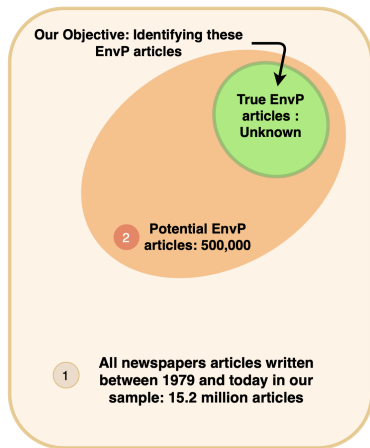 Our Objective: Identifying these
EnvP articles
True EnvP
articles :
Unknown
2
Potential EnvP
articles: 500,000
1
All newspapers articles written
between 1979 and today in our
sample: 15.2 million articles